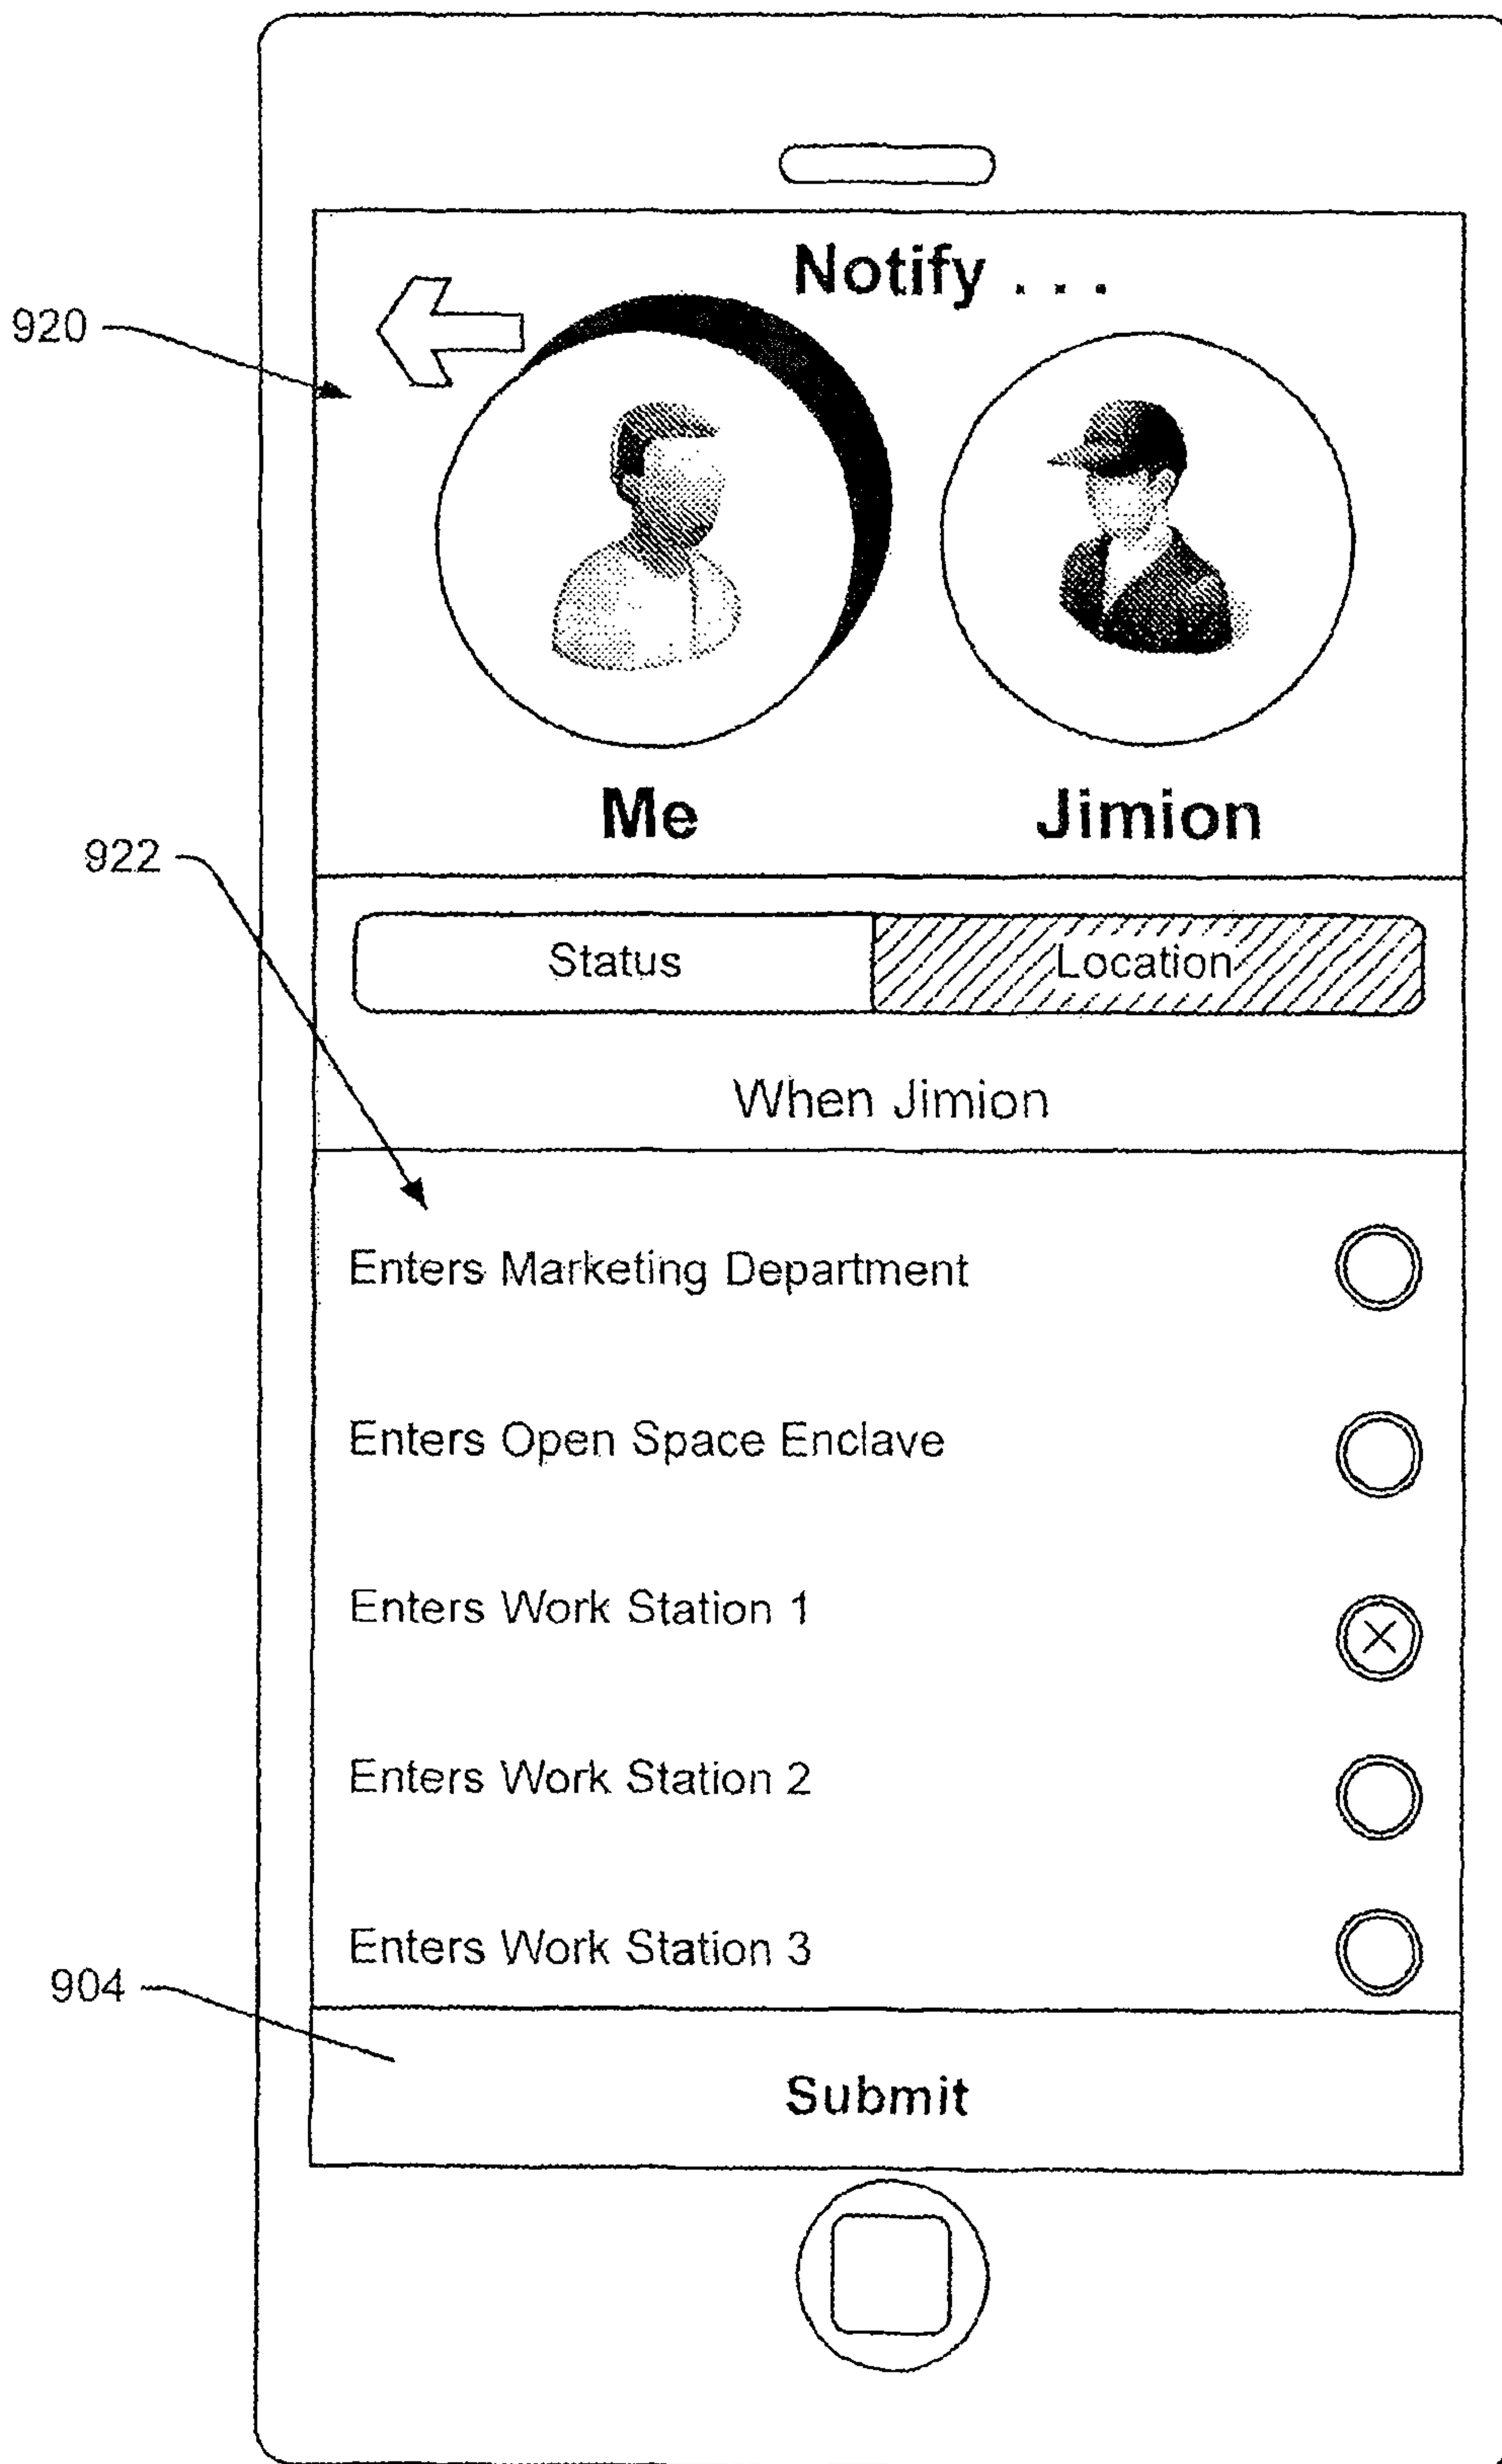 Notify . . .
920
Me Jimion
922
Status Location
When Jimion
Enters Marketing Department
Enters Open Space Enclave
Enters Work Station 1
X
Enters Work Station 2
Enters Work Station 3
904
Submit